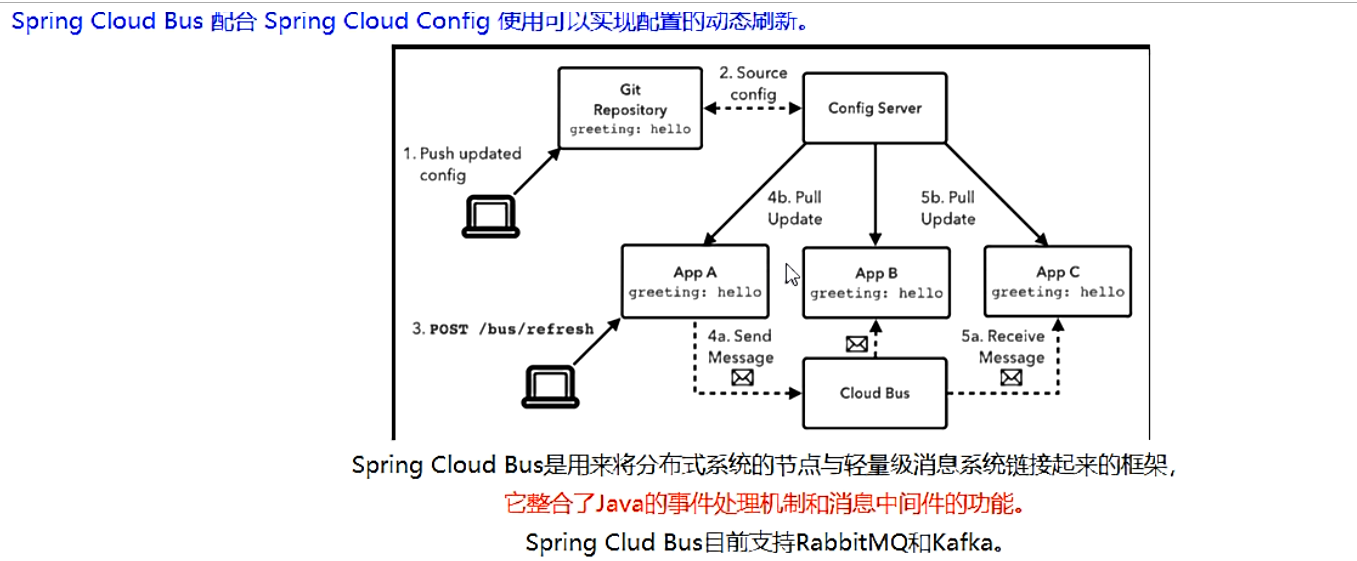 Spring Cloud Bus 配合 Spring Cloud Config 使用可以实现配置的动态刷新。
Git
Repository
greeting: hello
2. Source
config
Config Server
1. Push updated
config
4b. Pull
Update
5b. Pull
Update
App A
greeting: hello
App B
greeting: hello
App C
greeting: hello
3. POST /bus/refresh
4a. Send
Message
5a. Receive
Message
Cloud Bus
Spring Cloud Bus是用来将分布式系统的节点与轻量级消息系统链接起来的框架，
它整合了Java的事件处理机制和消息中间件的功能。
Spring Clud Bus目前支持RabbitMQ和Kafka。